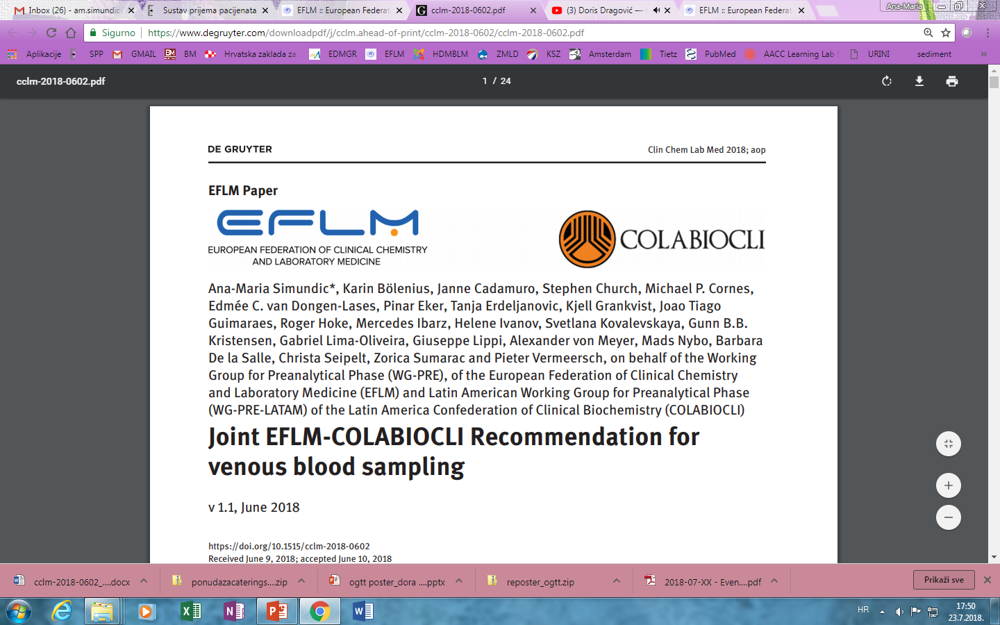 Inbox (26) - am.simundic
Sustav prijema pacijenata
EFLM :: European Federat
cclm-2018-0602.pdf
(3) Doris Dragović —
EFLM :: European Federat
Ana-Maria
Sigurno
https://www.degruyter.com/downloadpdf/j/cclm.ahead-of-print/cclm-2018-0602/cclm-2018-0602.pdf
Aplikacije
SPP
GMAIL
BM
Hrvatska zaklada za
EDMGR
EFLM
HDMBLM
ZMLD
KSZ
Amsterdam
Tietz
PubMed
AACC Learning Lab
URINI
sediment
»
cclm-2018-0602.pdf
1 / 24
DE GRUYTER
Clin Chem Lab Med 2018; aop
EFLM Paper
EFLM
EUROPEAN FEDERATION OF CLINICAL CHEMISTRY
AND LABORATORY MEDICINE
COLABIOCLI
Ana-Maria Simundic*, Karin Bölenius, Janne Cadamuro, Stephen Church, Michael P. Cornes,
Edmée C. van Dongen-Lases, Pinar Eker, Tanja Erdeljanovic, Kjell Grankvist, Joao Tiago
Guimaraes, Roger Hoke, Mercedes Ibarz, Helene Ivanov, Svetlana Kovalevskaya, Gunn B.B.
Kristensen, Gabriel Lima-Oliveira, Giuseppe Lippi, Alexander von Meyer, Mads Nybo, Barbara
De la Salle, Christa Seipelt, Zorica Sumarac and Pieter Vermeersch, on behalf of the Working
Group for Preanalytical Phase (WG-PRE), of the European Federation of Clinical Chemistry
and Laboratory Medicine (EFLM) and Latin American Working Group for Preanalytical Phase
(WG-PRE-LATAM) of the Latin America Confederation of Clinical Biochemistry (COLABIOCLI)
Joint EFLM-COLABIOCLI Recommendation for
venous blood sampling
v 1.1, June 2018
https://doi.org/10.1515/cclm-2018-0602
Received June 9, 2018; accepted June 10, 2018
cclm-2018-0602_....docx
ponudazacaterings....zip
ogtt poster_dora ....pptx
reposter_ogtt.zip
2018-07-XX - Even....pdf
Prikaži sve
HR
17:50
23.7.2018.